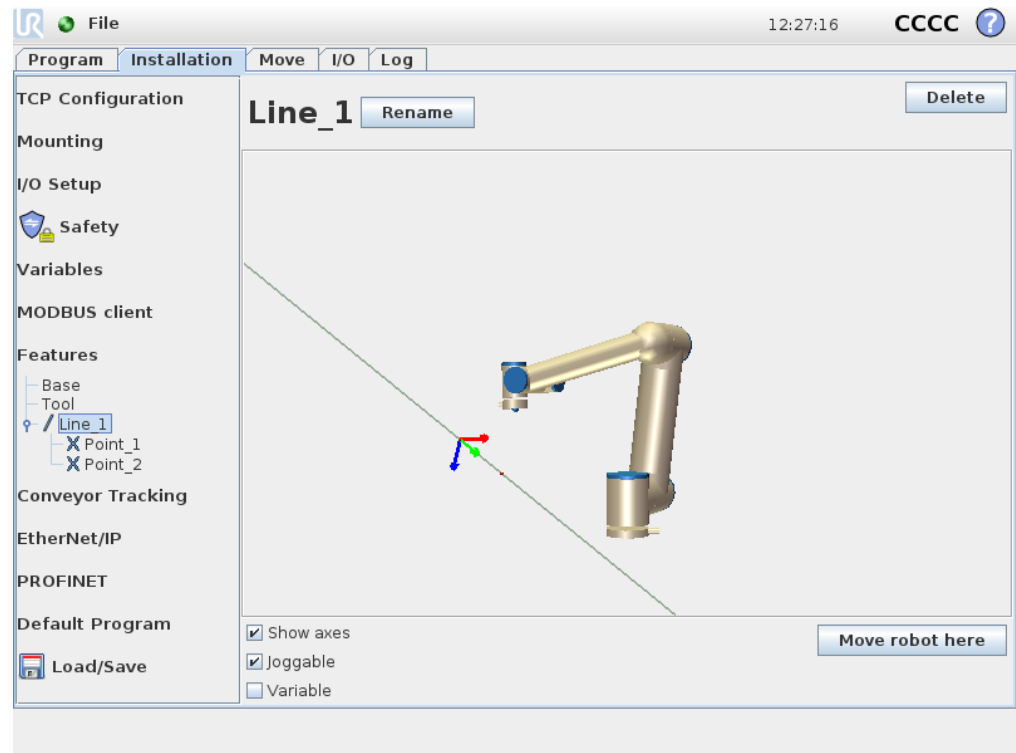 UR File 12:27:16 CCCC ?
Program Installation Move I/O Log
TCP Configuration
Mounting
I/O Setup
Safety
Variables
MODBUS client
Features
Base
Tool
Line_1
Point_1
Point_2
Conveyor Tracking
EtherNet/IP
PROFINET
Default Program
Load/Save
Line_1 Rename Delete
Show axes
Joggable
Variable
Move robot here